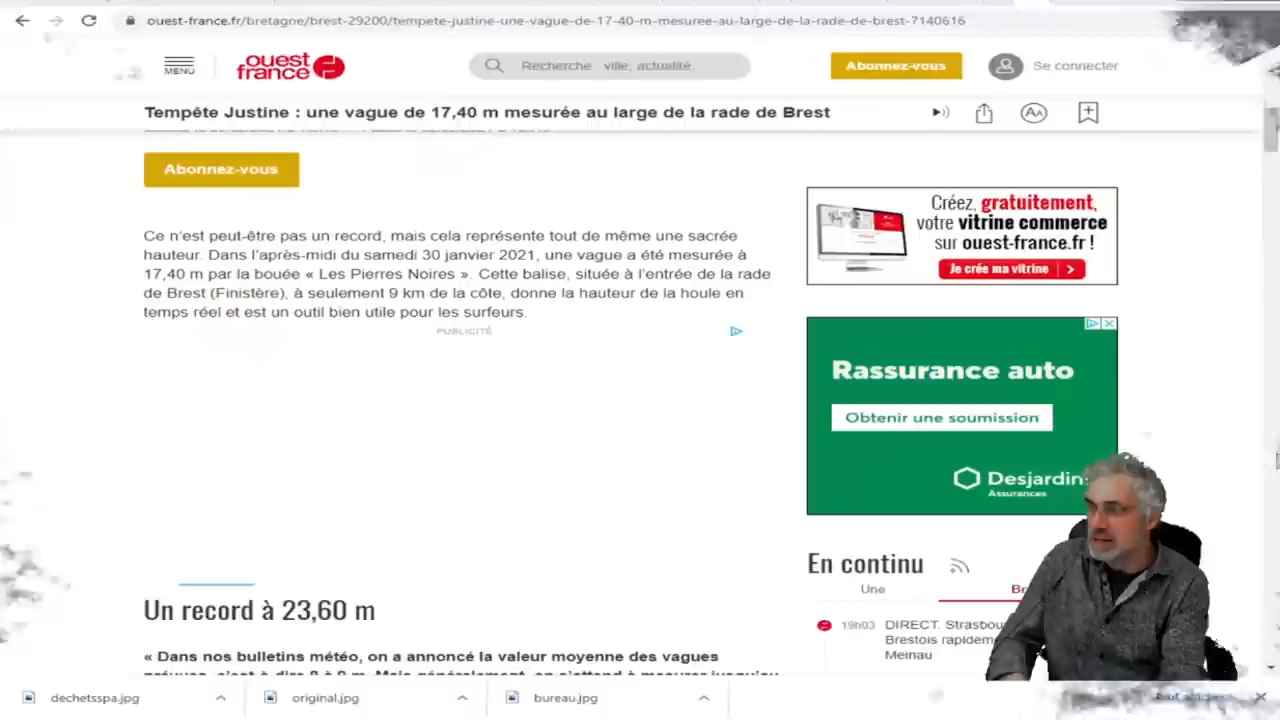 ouest-france.fr/bretagne/brest-29200/tempete-justine-une-vague-de-17-40-m-mesuree-au-large-de-la-rade-de-brest-7140616
MENU
ouest
france
Recherche ville, actualité,
Abonnez-vous
Se connecter
Tempête Justine : une vague de 17,40 m mesurée au large de la rade de Brest
AA
Abonnez-vous
Ce n'est peut-être pas un record, mais cela représente tout de même une sacrée
hauteur. Dans l'après-midi du samedi 30 janvier 2021, une vague a été mesurée à
17,40 m par la bouée « Les Pierres Noires ». Cette balise, située à l'entrée de la rade
de Brest (Finistère), à seulement 9 km de la côte, donne la hauteur de la houle en
temps réel et est un outil bien utile pour les surfeurs.
PUBLICITÉ
Un record à 23,60 m
« Dans nos bulletins météo, on a annoncé la valeur moyenne des vagues
Créez, gratuitement,
votre vitrine commerce
sur ouest-france.fr !
Je crée ma vitrine
Rassurance auto
Obtenir une soumission
Desjardins
Assurances
En continu
Une
19h03
DIRECT. Strasbou
Brestois rapideme
Meinau
dechetsspa.jpg
original.jpg
bureau.jpg